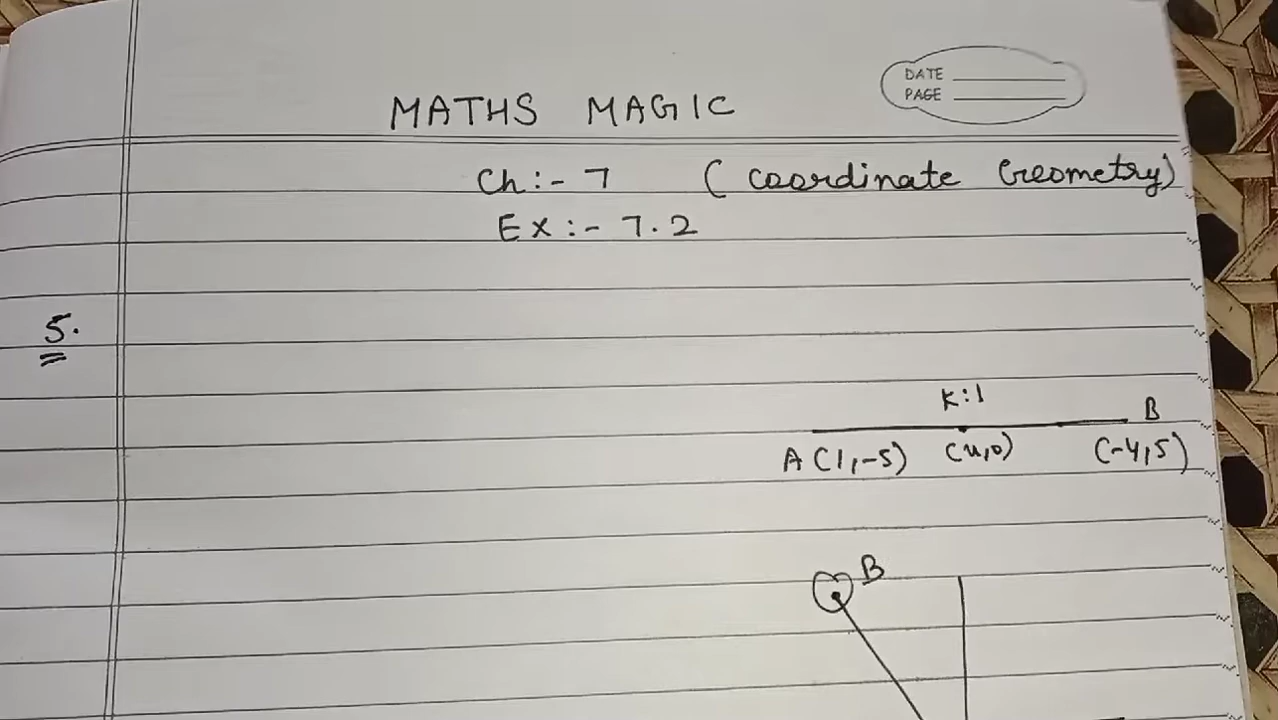 DATE
PAGE
MATHS MAGIC
Ch:- 7 ( Coordinate Geometry)
Ex :- 7.2
5.
K:1
B
A (1,-5) (x,0) (-4,5)
B